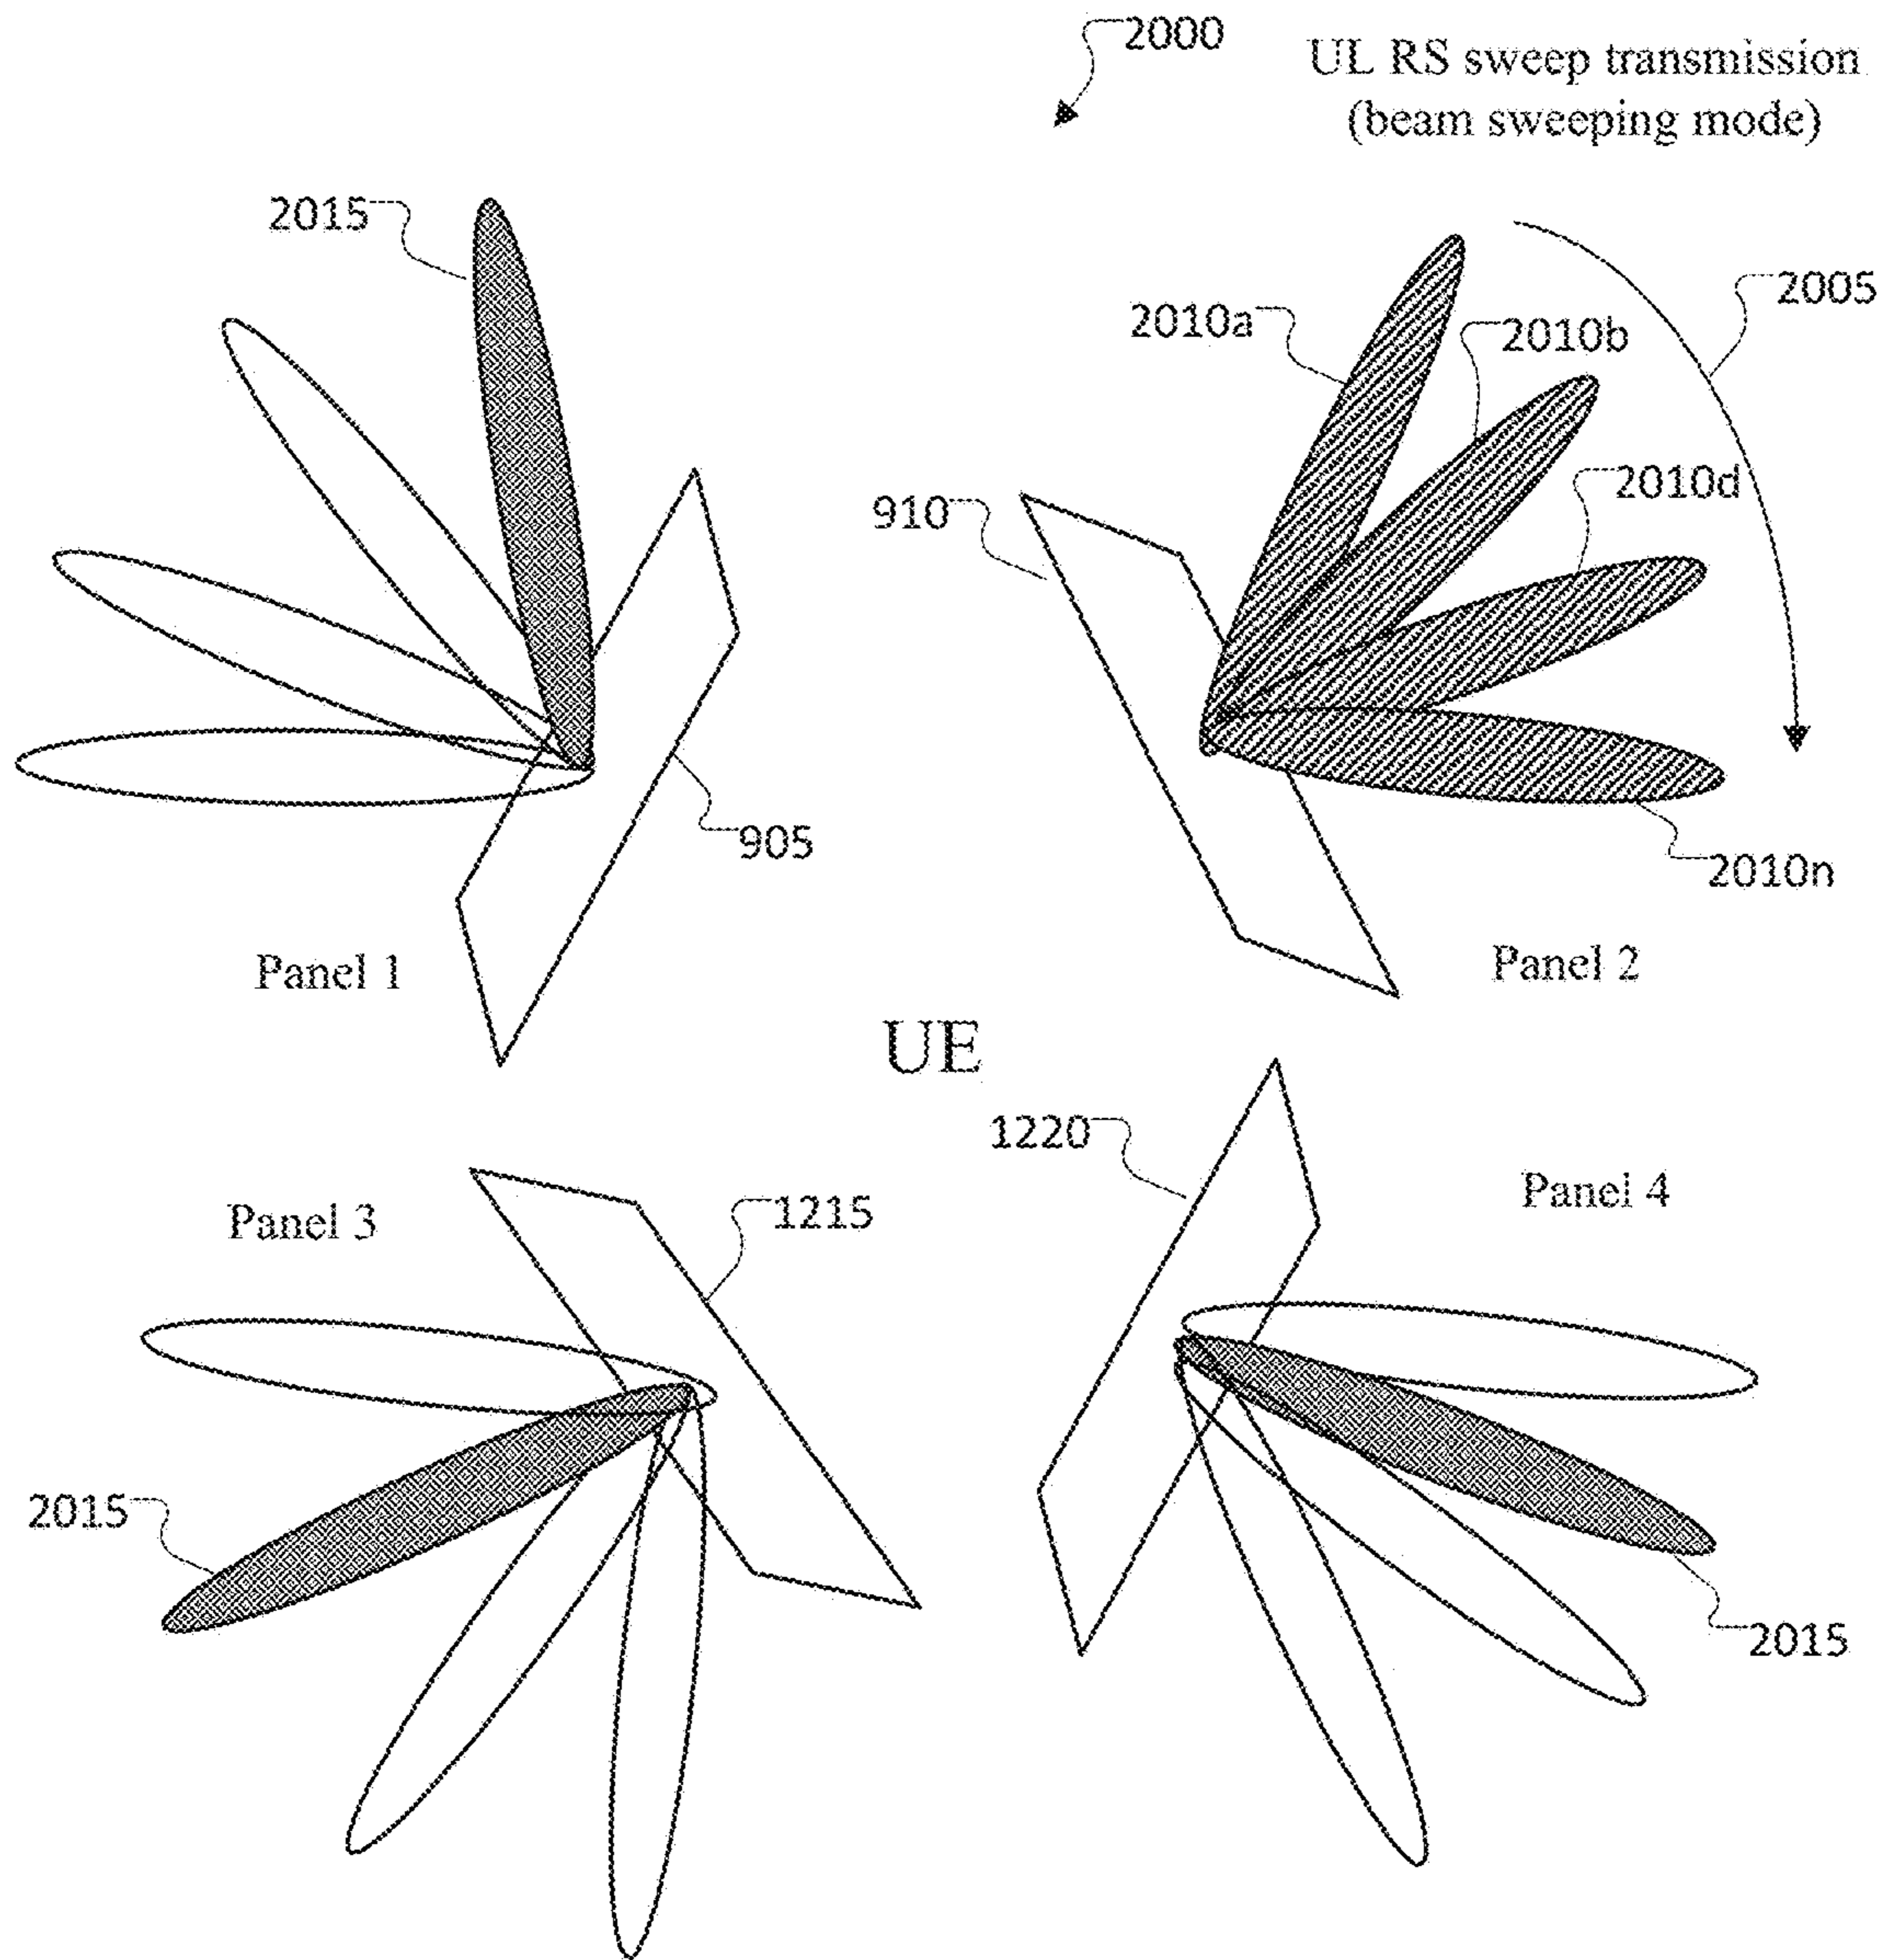 2000
UL RS sweep transmission
(beam sweeping mode)
2015
2005
2010a
2010b
2010d
910
905
2010n
Panel 1
Panel 2
UE
1220
Panel 4
Panel 3
1215
2015
2015